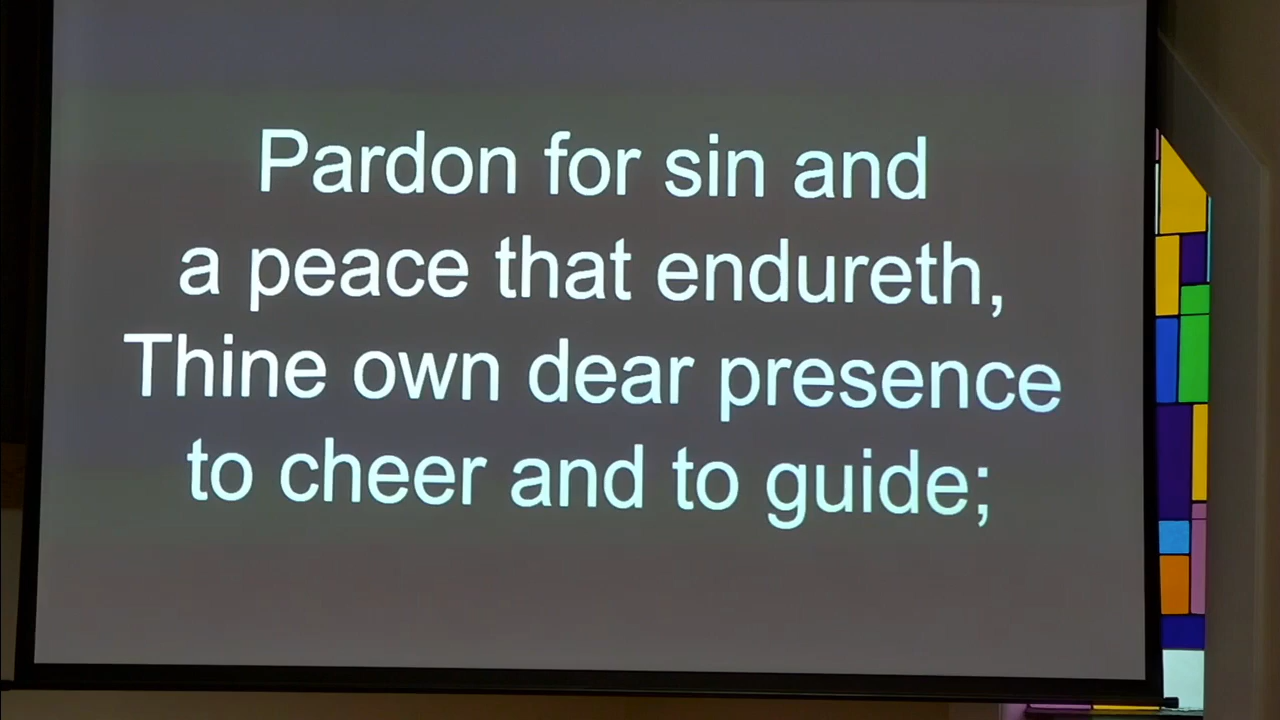 Pardon for sin and
a peace that endureth,
Thine own dear presence
to cheer and to guide;